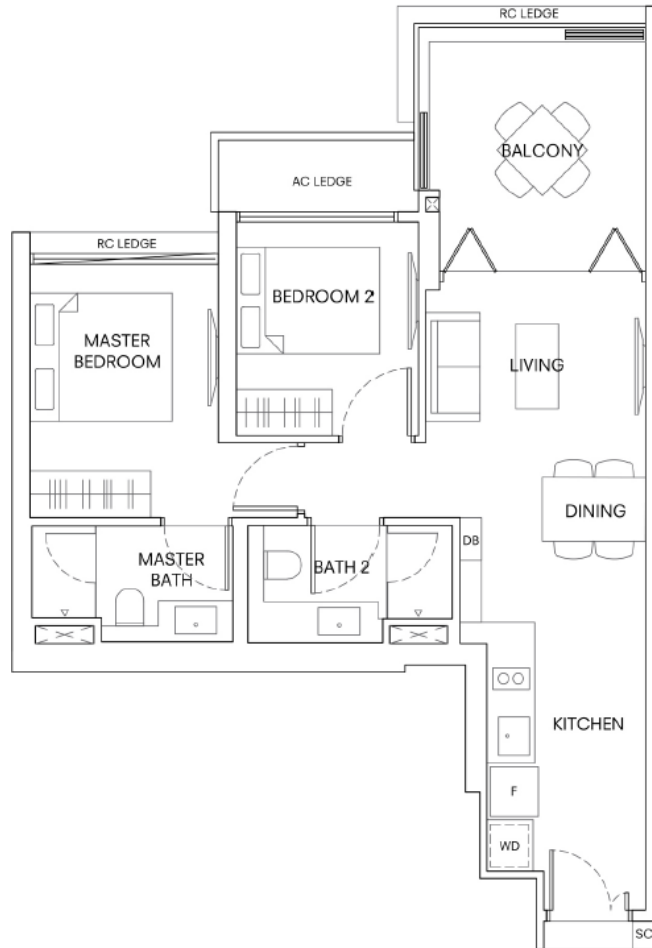 RC LEDGE
BALCONY
AC LEDGE
RC LEDGE
BEDROOM 2
MASTER
BEDROOM
LIVING
DINING
MASTER
BATH
BATH 2
DB
KITCHEN
F
WD
SC